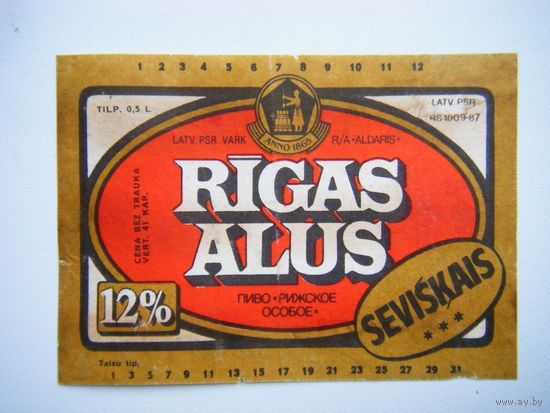 1 2 3 4 5 6 7 8 9 10 11 12
TILP. 0,5 L
LATV. PSR
RS 1009-87
ANNO 1865
LATV. PSR VARK
R/A «ALDARIS»
RĪGAS
ALUS
CENA BEZ TRAUKA
VĒRT. 41 KAP.
ПИВО «РИЖСКОЕ
ОСОБОЕ»
12%
SEVIŠĶAIS
***
Talsu tip.
1 3 5 7 9 11 13 15 17 19 21 23 25 27 29 31
www.ay.by